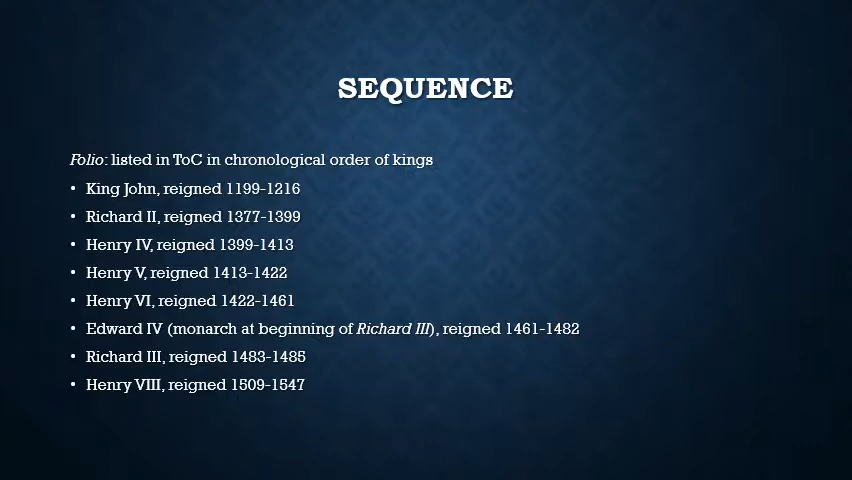 SEQUENCE
Folio: listed in ToC in chronological order of kings
• King John, reigned 1199-1216
• Richard II, reigned 1377-1399
• Henry IV, reigned 1399-1413
• Henry V, reigned 1413-1422
• Henry VI, reigned 1422-1461
• Edward IV (monarch at beginning of Richard III), reigned 1461-1482
• Richard III, reigned 1483-1485
• Henry VIII, reigned 1509-1547